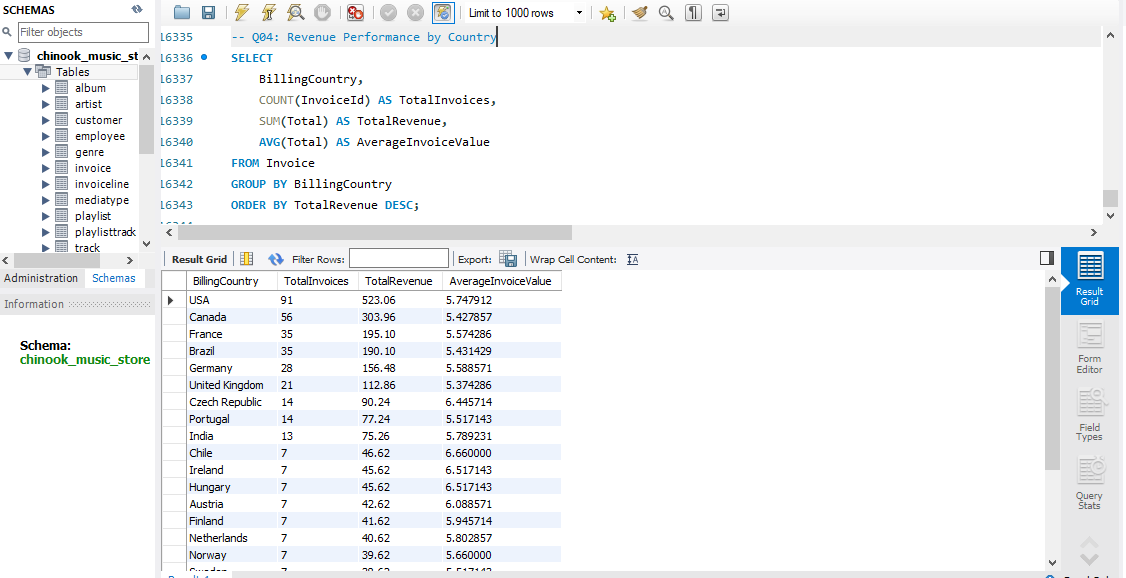 SCHEMAS
Filter objects
chinook_music_st
Tables
album
artist
customer
employee
genre
invoice
invoiceline
mediatype
playlist
playlisttrack
track
Administration Schemas
Information
Schema:
chinook_music_store
Limit to 1000 rows
16335 -- Q04: Revenue Performance by Country
16336 SELECT
16337 BillingCountry,
16338 COUNT(InvoiceId) AS TotalInvoices,
16339 SUM(Total) AS TotalRevenue,
16340 AVG(Total) AS AverageInvoiceValue
16341 FROM Invoice
16342 GROUP BY BillingCountry
16343 ORDER BY TotalRevenue DESC;
Result Grid Filter Rows: Export: Wrap Cell Content:
BillingCountry TotalInvoices TotalRevenue AverageInvoiceValue
USA 91 523.06 5.747912
Canada 56 303.96 5.427857
France 35 195.10 5.574286
Brazil 35 190.10 5.431429
Germany 28 156.48 5.588571
United Kingdom 21 112.86 5.374286
Czech Republic 14 90.24 6.445714
Portugal 14 77.24 5.517143
India 13 75.26 5.789231
Chile 7 46.62 6.660000
Ireland 7 45.62 6.517143
Hungary 7 45.62 6.517143
Austria 7 42.62 6.088571
Finland 7 41.62 5.945714
Netherlands 7 40.62 5.802857
Norway 7 39.62 5.660000
Result
Grid
Form
Editor
Field
Types
Query
Stats